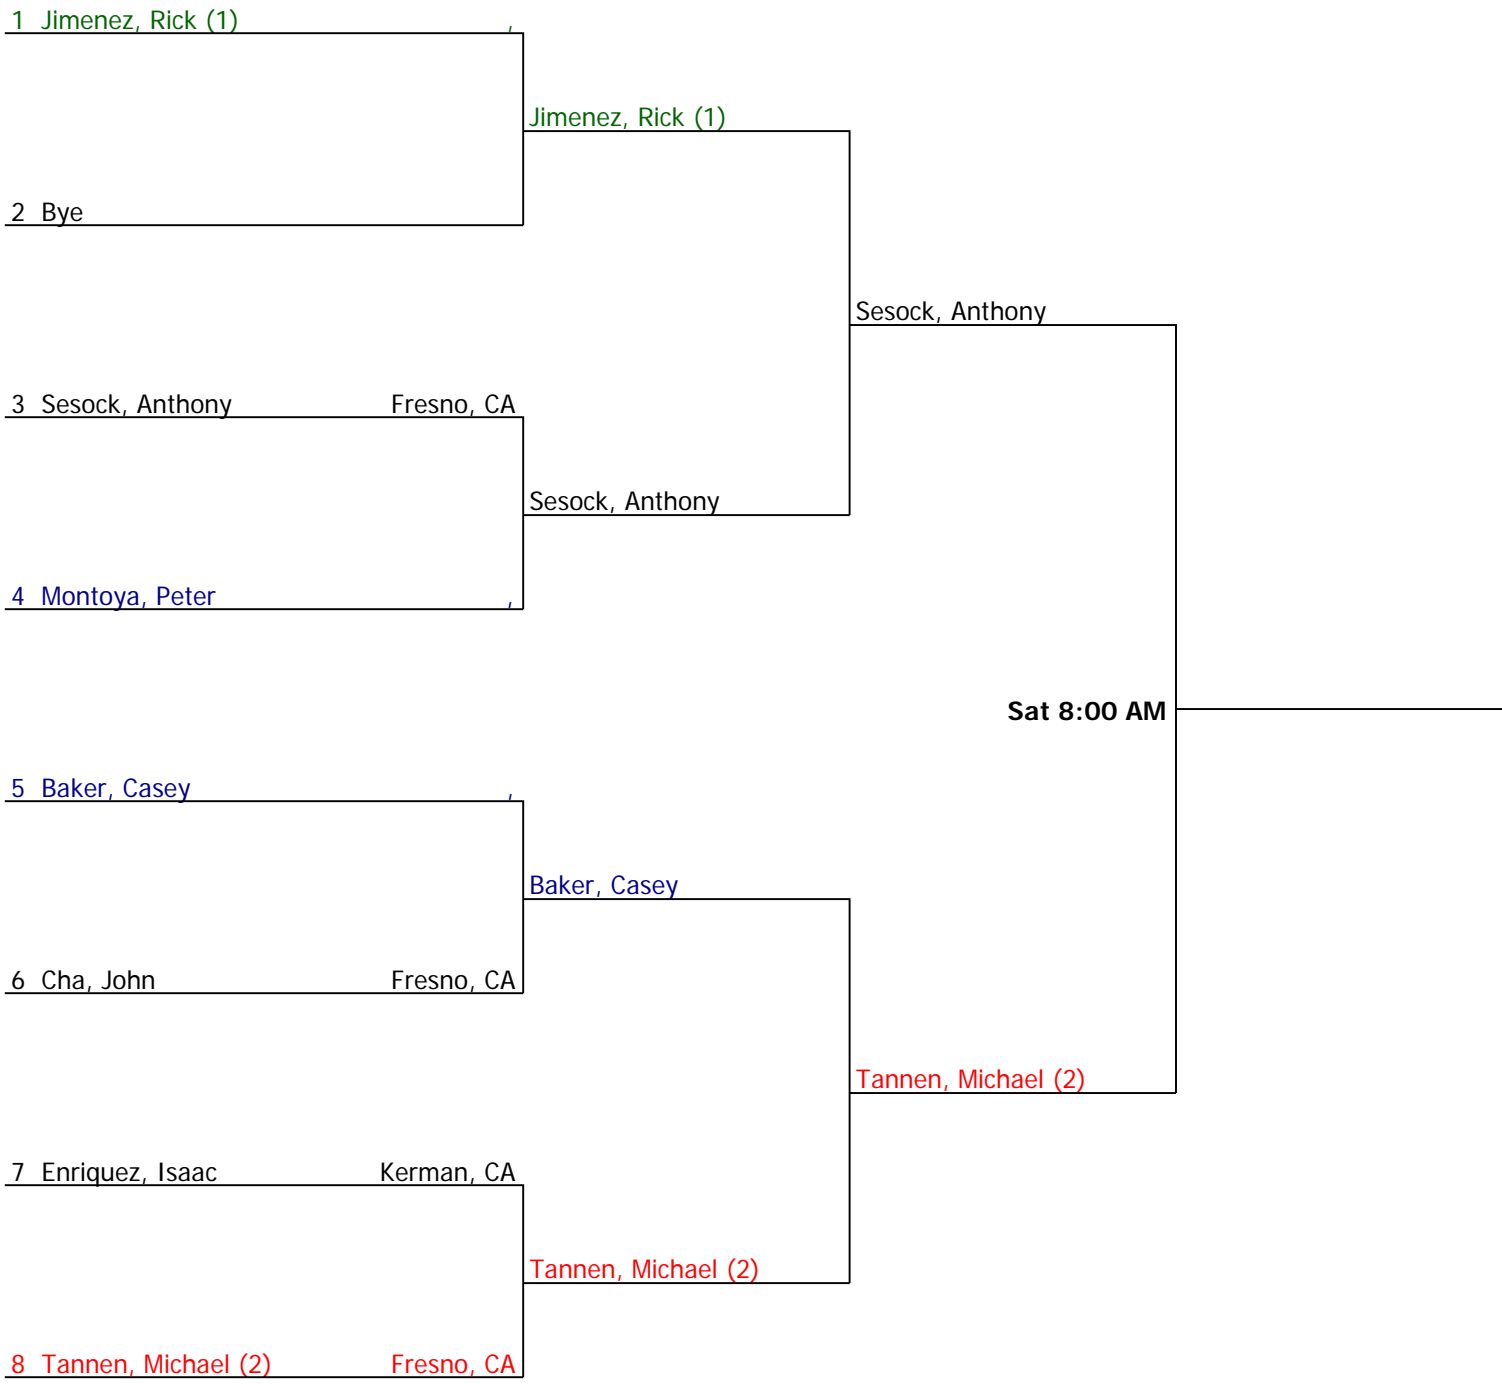 1 Jimenez, Rick (1) ,
Jimenez, Rick (1)
2 Bye
Sesock, Anthony
3 Sesock, Anthony Fresno, CA
Sesock, Anthony
4 Montoya, Peter ,
Sat 8:00 AM
5 Baker, Casey ,
Baker, Casey
6 Cha, John Fresno, CA
Tannen, Michael (2)
7 Enriquez, Isaac Kerman, CA
Tannen, Michael (2)
8 Tannen, Michael (2) Fresno, CA